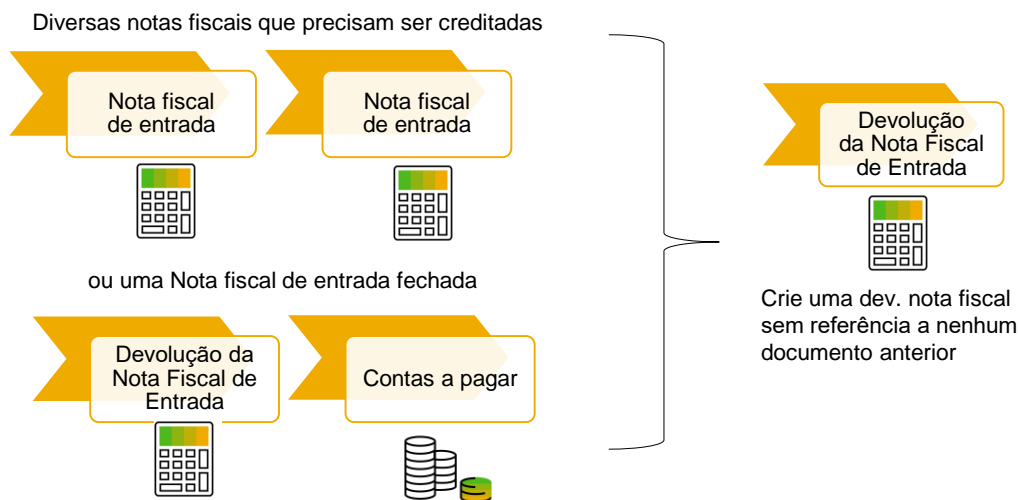 Diversas notas fiscais que precisam ser creditadas
Nota fiscal
de entrada
Nota fiscal
de entrada
ou uma Nota fiscal de entrada fechada
Devolução da
Nota Fiscal de
Entrada
Contas a pagar
Devolução
da Nota Fiscal
de Entrada
Crie uma dev. nota fiscal
sem referência a nenhum
documento anterior